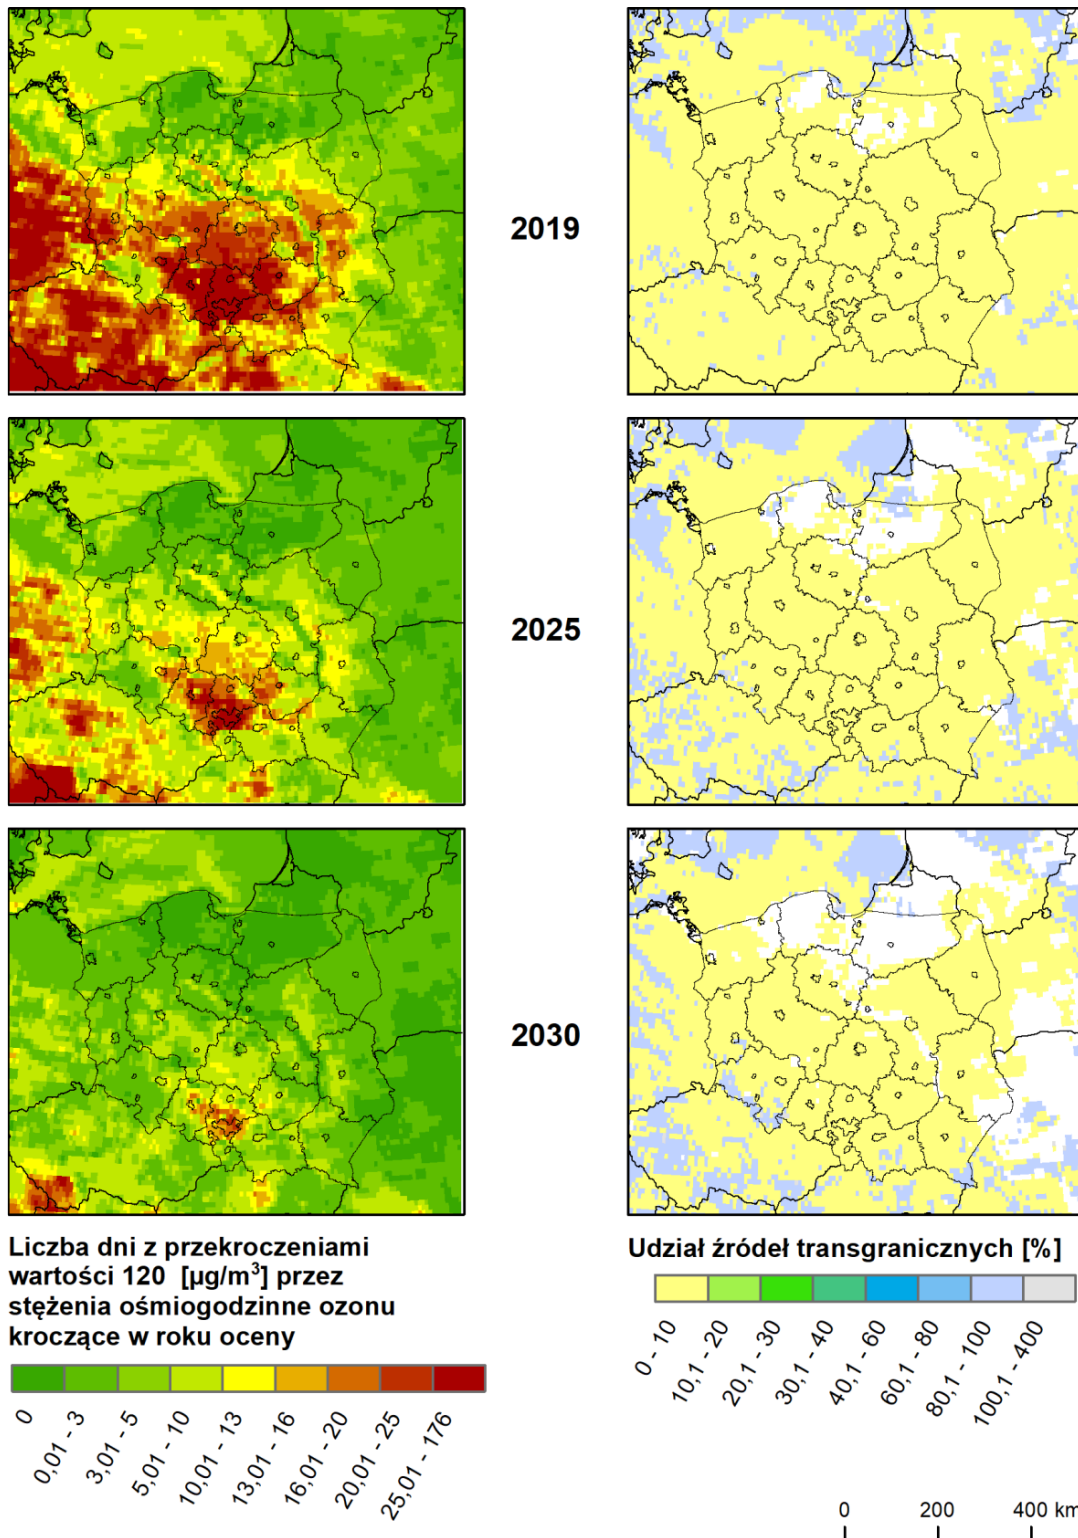 2019
2025
2030
Liczba dni z przekroczeniami
wartości 120 [µg/m³] przez
stężenia ośmiogodzinne ozonu
kroczące w roku oceny
0
0,01 - 3
3,01 - 5
5,01 - 10
10,01 - 13
13,01 - 16
16,01 - 20
20,01 - 25
25,01 - 176
Udział źródeł transgranicznych [%]
0 - 10
10,1 - 20
20,1 - 30
30,1 - 40
40,1 - 60
60,1 - 80
80,1 - 100
100,1 - 400
0 200 400 km